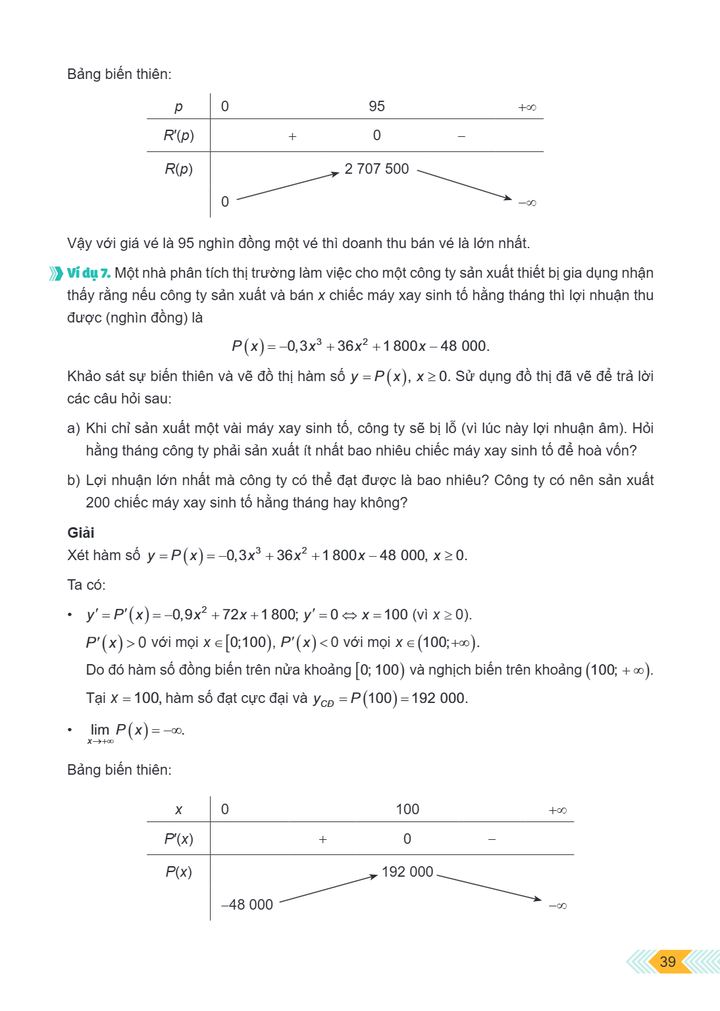 Bảng biến thiên:
p 0 95 +∞
R′(p) + 0 −
R(p) 2 707 500
0 −∞
Vậy với giá vé là 95 nghìn đồng một vé thì doanh thu bán vé là lớn nhất.
Ví dụ 7. Một nhà phân tích thị trường làm việc cho một công ty sản xuất thiết bị gia dụng nhận
thấy rằng nếu công ty sản xuất và bán x chiếc máy xay sinh tố hằng tháng thì lợi nhuận thu
được (nghìn đồng) là
P(x) = −0,3x³ + 36x² + 1 800x − 48 000.
Khảo sát sự biến thiên và vẽ đồ thị hàm số y = P(x), x ≥ 0. Sử dụng đồ thị đã vẽ để trả lời
các câu hỏi sau:
a) Khi chỉ sản xuất một vài máy xay sinh tố, công ty sẽ bị lỗ (vì lúc này lợi nhuận âm). Hỏi
hằng tháng công ty phải sản xuất ít nhất bao nhiêu chiếc máy xay sinh tố để hoà vốn?
b) Lợi nhuận lớn nhất mà công ty có thể đạt được là bao nhiêu? Công ty có nên sản xuất
200 chiếc máy xay sinh tố hằng tháng hay không?
Giải
Xét hàm số y = P(x) = −0,3x³ + 36x² + 1 800x − 48 000, x ≥ 0.
Ta có:
• y′ = P′(x) = −0,9x² + 72x + 1 800; y′ = 0 ⇔ x = 100 (vì x ≥ 0).
P′(x) > 0 với mọi x ∈ [0;100), P′(x) < 0 với mọi x ∈ (100;+∞).
Do đó hàm số đồng biến trên nửa khoảng [0; 100) và nghịch biến trên khoảng (100; + ∞).
Tại x = 100, hàm số đạt cực đại và y_CĐ = P(100) = 192 000.
• lim P(x) = −∞.
x→+∞
Bảng biến thiên:
x 0 100 +∞
P′(x) + 0 −
P(x) 192 000
−48 000 −∞
39